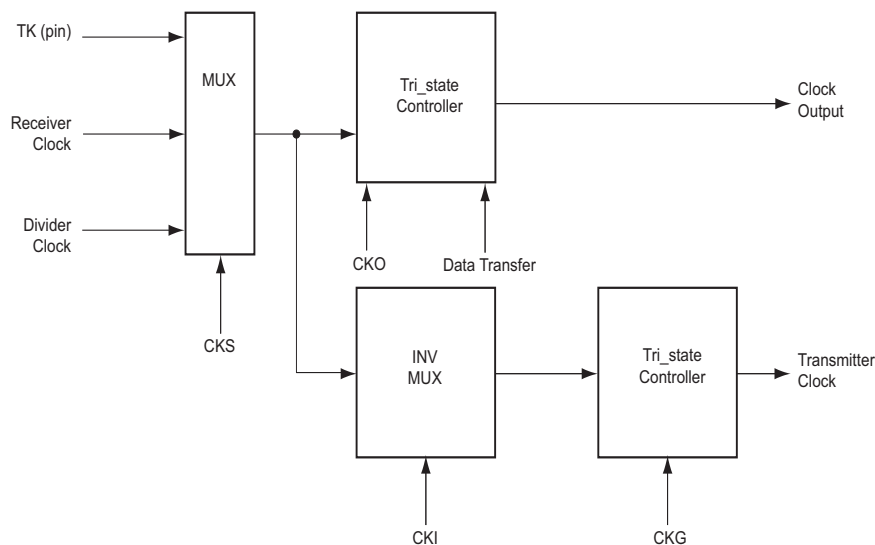 TK (pin)
MUX
Tri_state
Controller
Clock
Output
Receiver
Clock
Divider
Clock
CKO
Data Transfer
CKS
INV
MUX
Tri_state
Controller
Transmitter
Clock
CKI
CKG